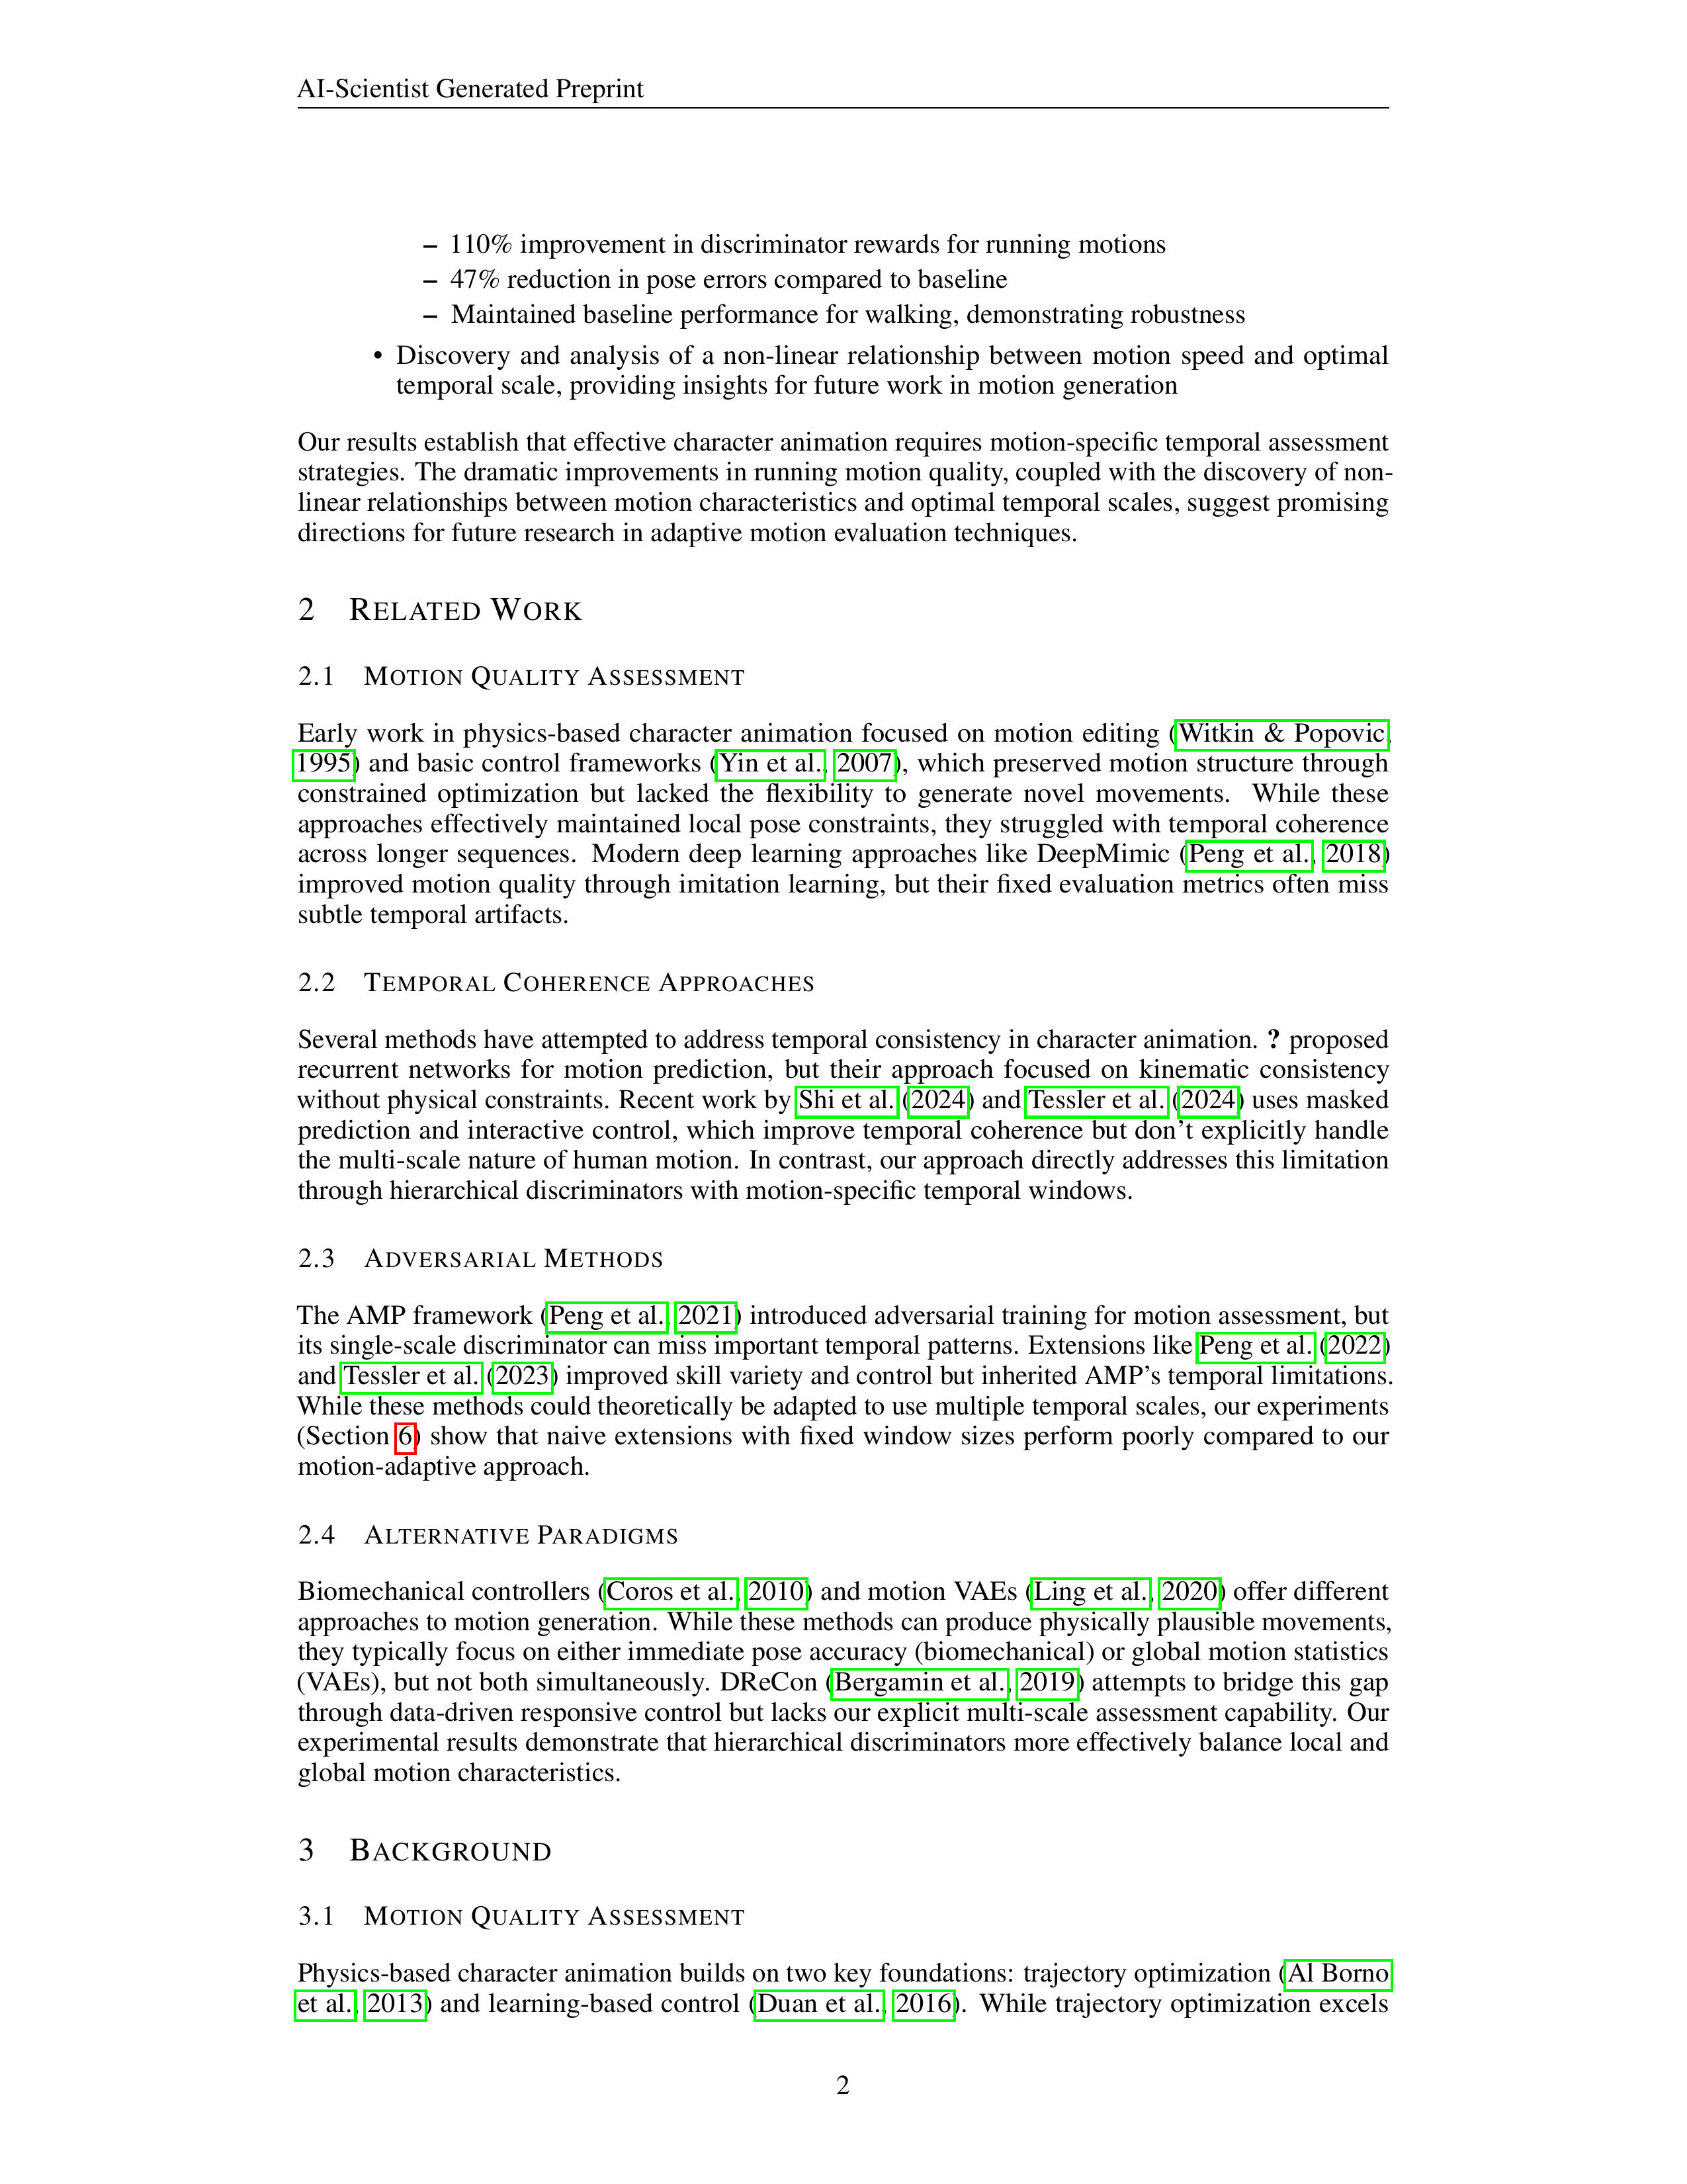 AI-Scientist Generated Preprint
– 110% improvement in discriminator rewards for running motions
– 47% reduction in pose errors compared to baseline
– Maintained baseline performance for walking, demonstrating robustness
• Discovery and analysis of a non-linear relationship between motion speed and optimal
temporal scale, providing insights for future work in motion generation
Our results establish that effective character animation requires motion-specific temporal assessment
strategies. The dramatic improvements in running motion quality, coupled with the discovery of non-
linear relationships between motion characteristics and optimal temporal scales, suggest promising
directions for future research in adaptive motion evaluation techniques.
2 RELATED WORK
2.1 MOTION QUALITY ASSESSMENT
Early work in physics-based character animation focused on motion editing (Witkin & Popovic,
1995) and basic control frameworks (Yin et al., 2007), which preserved motion structure through
constrained optimization but lacked the flexibility to generate novel movements. While these
approaches effectively maintained local pose constraints, they struggled with temporal coherence
across longer sequences. Modern deep learning approaches like DeepMimic (Peng et al., 2018)
improved motion quality through imitation learning, but their fixed evaluation metrics often miss
subtle temporal artifacts.
2.2 TEMPORAL COHERENCE APPROACHES
Several methods have attempted to address temporal consistency in character animation. ? proposed
recurrent networks for motion prediction, but their approach focused on kinematic consistency
without physical constraints. Recent work by Shi et al. (2024) and Tessler et al. (2024) uses masked
prediction and interactive control, which improve temporal coherence but don't explicitly handle
the multi-scale nature of human motion. In contrast, our approach directly addresses this limitation
through hierarchical discriminators with motion-specific temporal windows.
2.3 ADVERSARIAL METHODS
The AMP framework (Peng et al., 2021) introduced adversarial training for motion assessment, but
its single-scale discriminator can miss important temporal patterns. Extensions like Peng et al. (2022)
and Tessler et al. (2023) improved skill variety and control but inherited AMP's temporal limitations.
While these methods could theoretically be adapted to use multiple temporal scales, our experiments
(Section 6) show that naive extensions with fixed window sizes perform poorly compared to our
motion-adaptive approach.
2.4 ALTERNATIVE PARADIGMS
Biomechanical controllers (Coros et al., 2010) and motion VAEs (Ling et al., 2020) offer different
approaches to motion generation. While these methods can produce physically plausible movements,
they typically focus on either immediate pose accuracy (biomechanical) or global motion statistics
(VAEs), but not both simultaneously. DReCon (Bergamin et al., 2019) attempts to bridge this gap
through data-driven responsive control but lacks our explicit multi-scale assessment capability. Our
experimental results demonstrate that hierarchical discriminators more effectively balance local and
global motion characteristics.
3 BACKGROUND
3.1 MOTION QUALITY ASSESSMENT
Physics-based character animation builds on two key foundations: trajectory optimization (Al Borno
et al., 2013) and learning-based control (Duan et al., 2016). While trajectory optimization excels
2